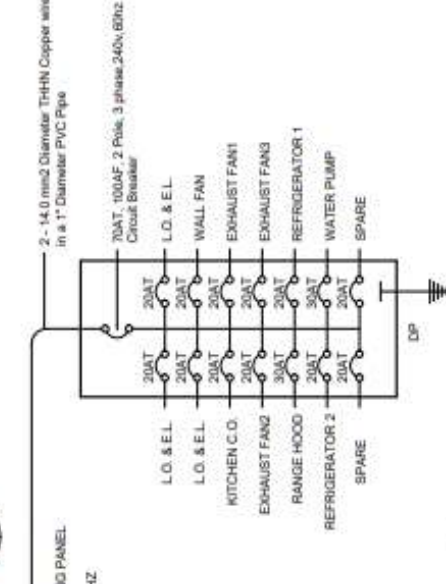 2 - 14.0 mm2 Diameter THHN Copper wire
in a 1" Diameter PVC Pipe
70AT, 100AF, 2 Pole, 3 phase,240v,60hz.
Circuit Breaker
L.O. & E.L. 20AT 20AT L.O. & E.L.
L.O. & E.L. 20AT 20AT WALL FAN
KITCHEN C.O. 20AT 20AT EXHAUST FAN1
EXHAUST FAN2 20AT 20AT EXHAUST FAN3
RANGE HOOD 30AT 20AT REFRIGERATOR 1
REFRIGERATOR 2 20AT 30AT WATER PUMP
SPARE 20AT 20AT SPARE
DP
PANEL
HZ